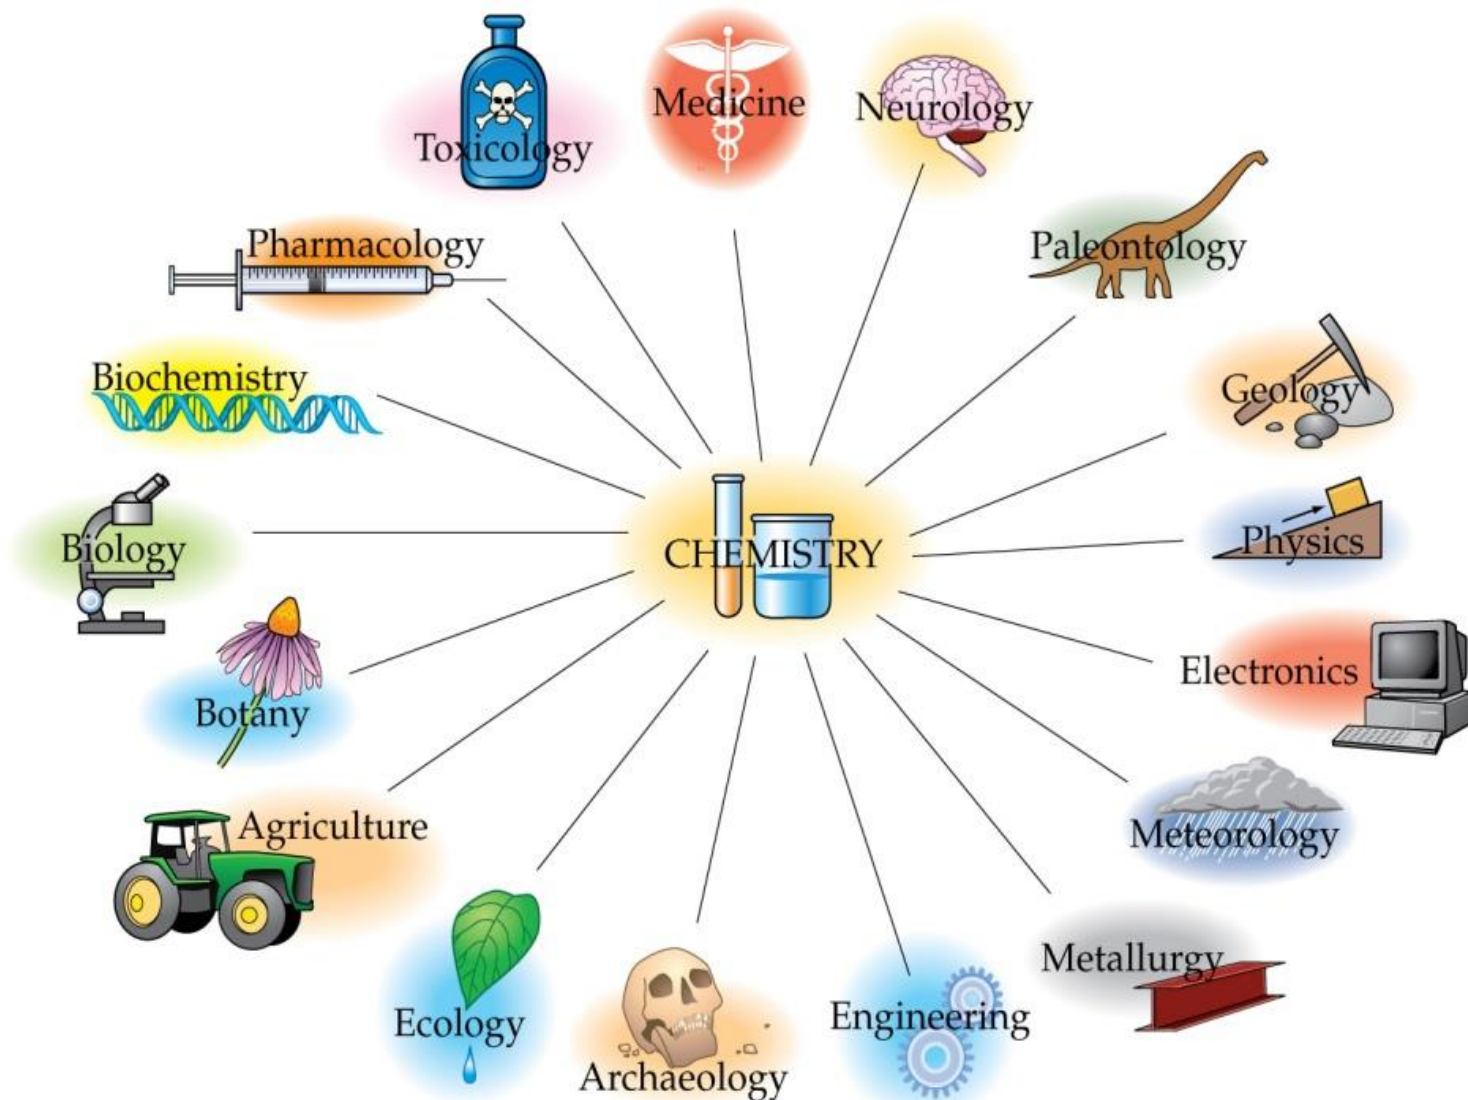 Toxicology
Medicine
Neurology
Pharmacology
Paleontology
Biochemistry
Geology
CHEMISTRY
Biology
Physics
Electronics
Botany
Agriculture
Meteorology
Metallurgy
Ecology
Engineering
Archaeology